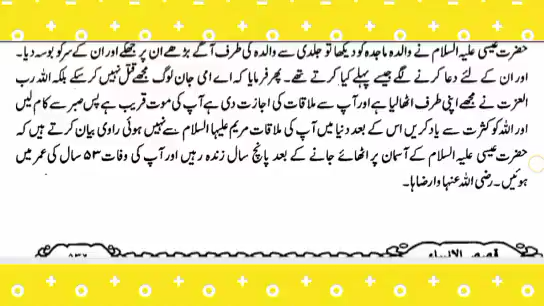 حضرت عیسیٰ علیہ السلام نے والدہ ماجدہ کو دیکھا تو جلدی سے والدہ کی طرف آگے بڑھے ان پر جھکے اور ان کے سر کو بوسہ دیا۔
اور ان کے لئے دعا کرنے لگے جیسے پہلے کیا کرتے تھے۔ پھر فرمایا کہ اے امی جان لوگ مجھے قتل نہیں کر سکے بلکہ اللہ رب
العزت نے مجھے اپنی طرف اٹھا لیا ہے اور آپ سے ملاقات کی اجازت دی ہے آپ کی موت قریب ہے پس صبر سے کام لیں
اور اللہ کو کثرت سے یاد کریں اس کے بعد دنیا میں آپ کی ملاقات مریم علیہا السلام سے نہیں ہوئی راوی بیان کرتے ہیں کہ
حضرت عیسیٰ علیہ السلام کے آسمان پر اٹھائے جانے کے بعد پانچ سال زندہ رہیں اور آپ کی وفات ۵۳ سال کی عمر میں
ہوئیں۔ رضی اللہ عنہا وارضاہا۔
قصص الانبیاء